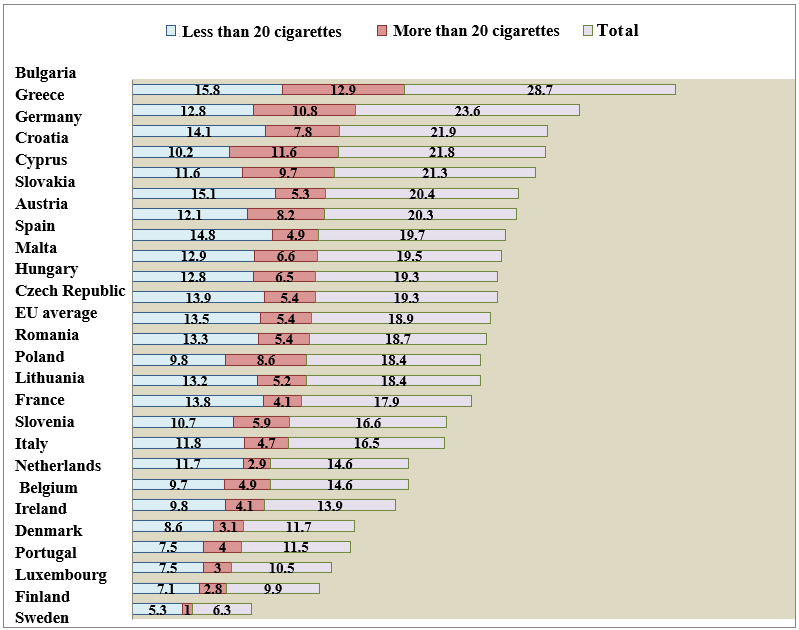 Less than 20 cigarettes More than 20 cigarettes Total
Bulgaria
15.8 12.9 28.7
Greece
12.8 10.8 23.6
Germany
14.1 7.8 21.9
Croatia
10.2 11.6 21.8
Cyprus
11.6 9.7 21.3
Slovakia
15.1 5.3 20.4
Austria
12.1 8.2 20.3
Spain
14.8 4.9 19.7
Malta
12.9 6.6 19.5
Hungary
12.8 6.5 19.3
Czech Republic
13.9 5.4 19.3
EU average
13.5 5.4 18.9
Romania
13.3 5.4 18.7
Poland
9.8 8.6 18.4
Lithuania
13.2 5.2 18.4
France
13.8 4.1 17.9
Slovenia
10.7 5.9 16.6
Italy
11.8 4.7 16.5
Netherlands
11.7 2.9 14.6
Belgium
9.7 4.9 14.6
Ireland
9.8 4.1 13.9
Denmark
8.6 3.1 11.7
Portugal
7.5 4 11.5
Luxembourg
7.5 3 10.5
Finland
7.1 2.8 9.9
Sweden
5.3 1 6.3